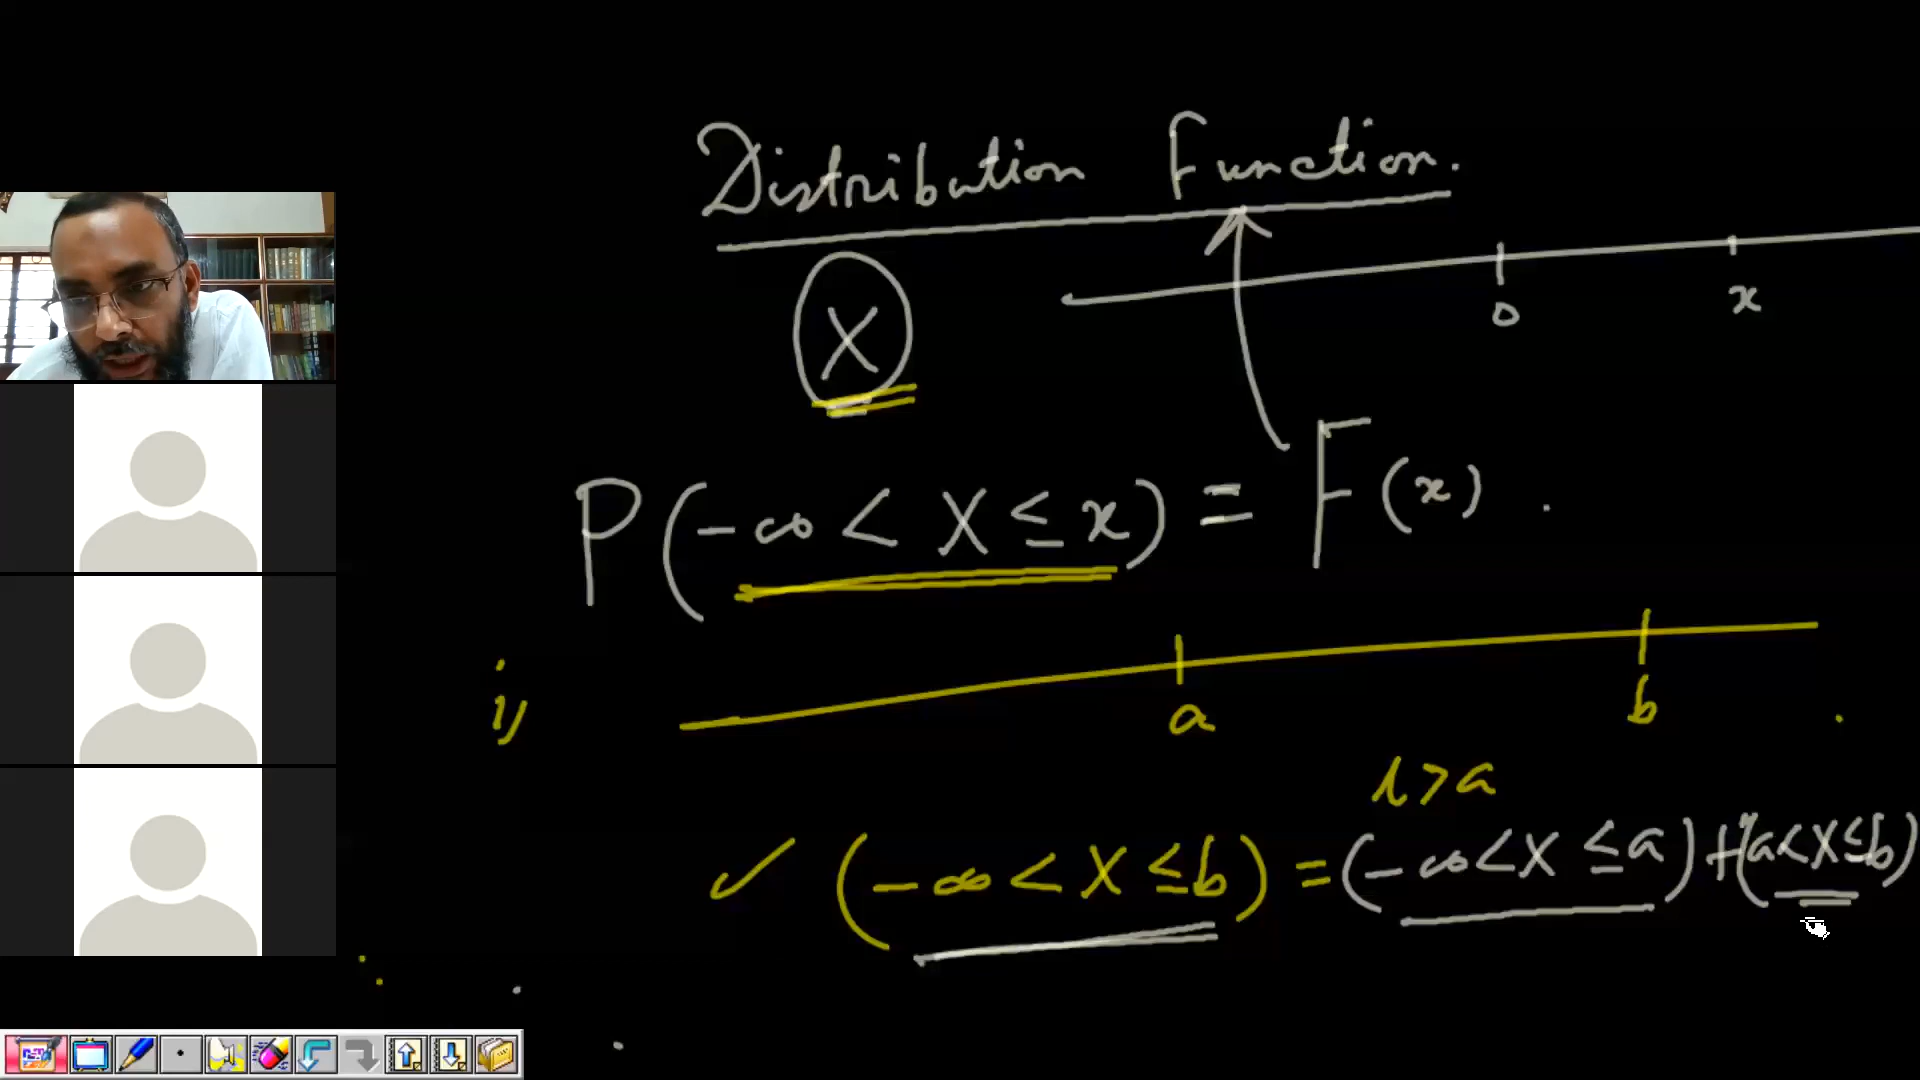 Distribution Function.
0 x
X
P(-∞ < X ≤ x) = F(x).
i)
a b
b > a
✓ (-∞ < X ≤ b) = (-∞ < X ≤ a) + (a < X ≤ b)